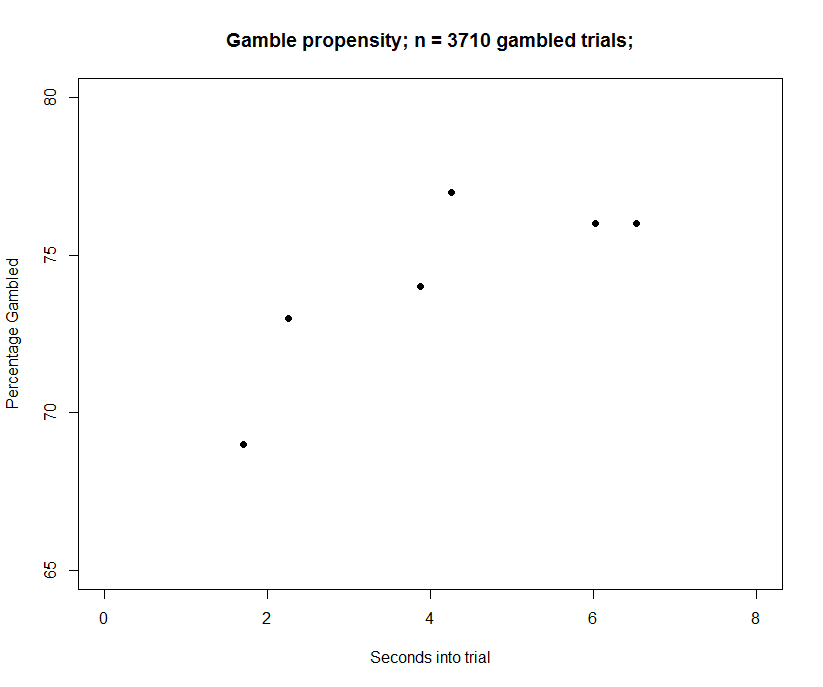 Gamble propensity; n = 3710 gambled trials;
80
75
70
65
Percentage Gambled
0 2 4 6 8
Seconds into trial